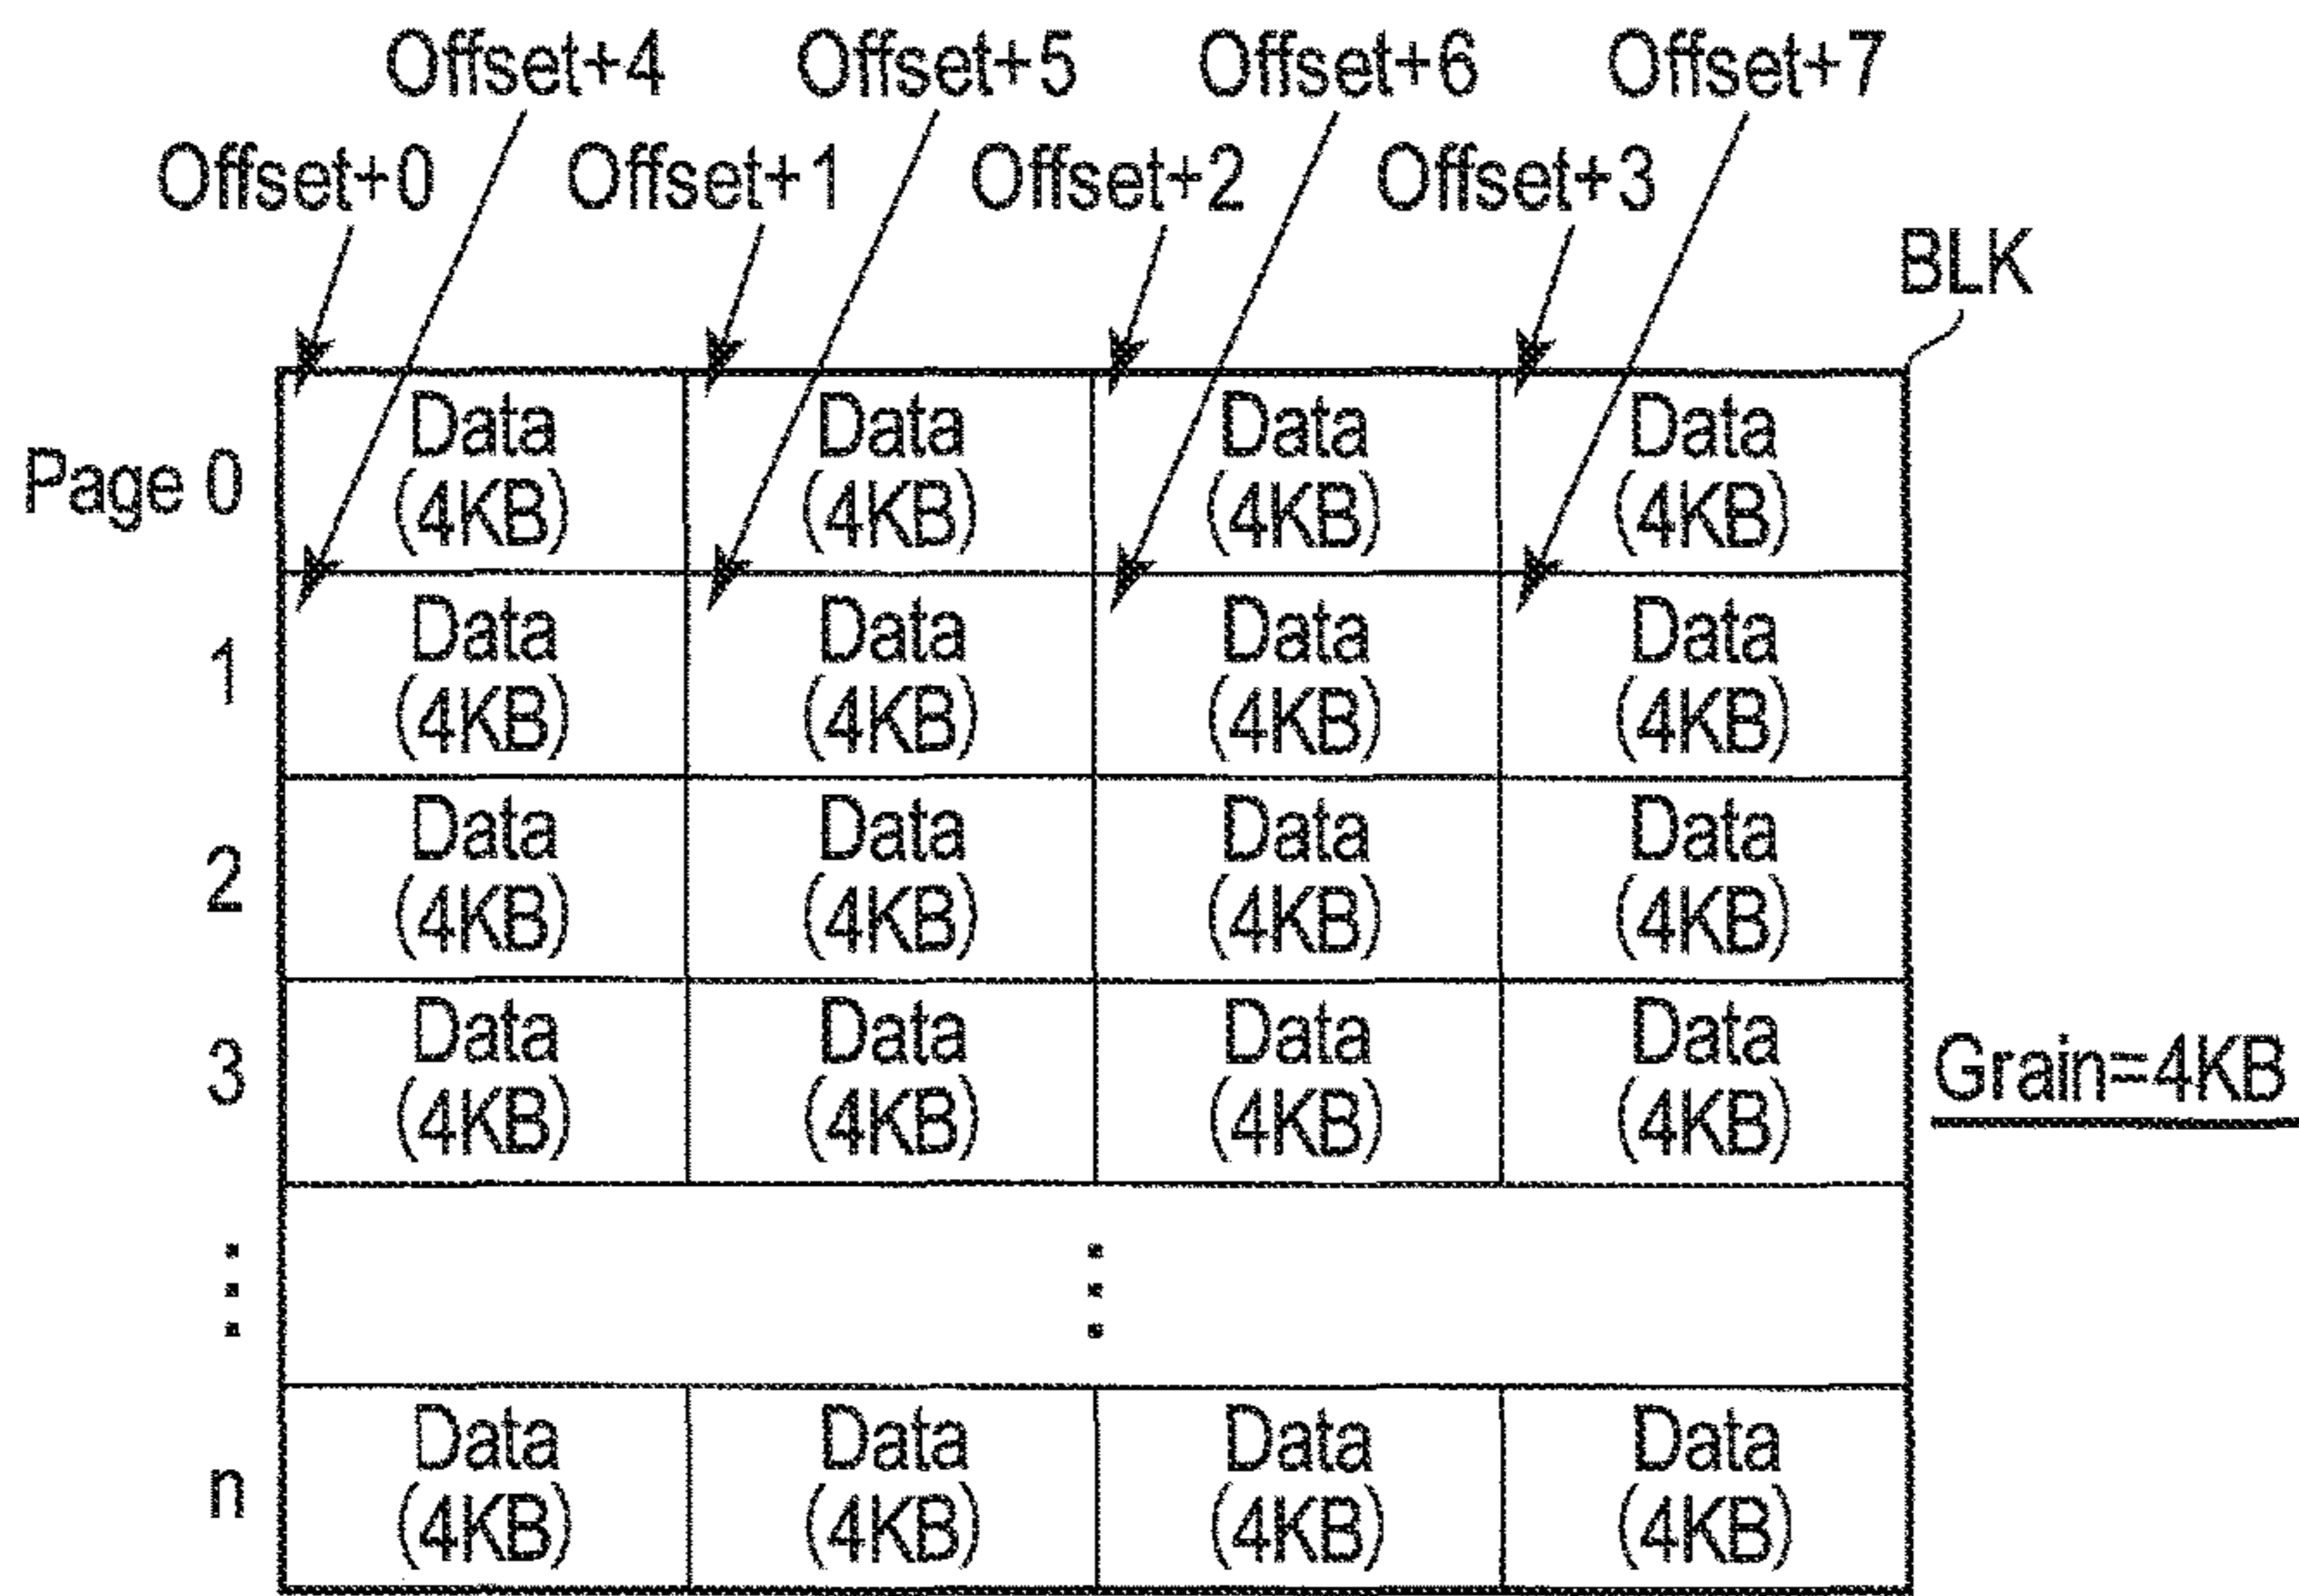 Offset+4 Offset+5 Offset+6 Offset+7
Offset+0 Offset+1 Offset+2 Offset+3
BLK
Page 0 Data Data Data Data
(4KB) (4KB) (4KB) (4KB)
1 Data Data Data Data
(4KB) (4KB) (4KB) (4KB)
2 Data Data Data Data
(4KB) (4KB) (4KB) (4KB)
3 Data Data Data Data
(4KB) (4KB) (4KB) (4KB)
Grain=4KB
n Data Data Data Data
(4KB) (4KB) (4KB) (4KB)